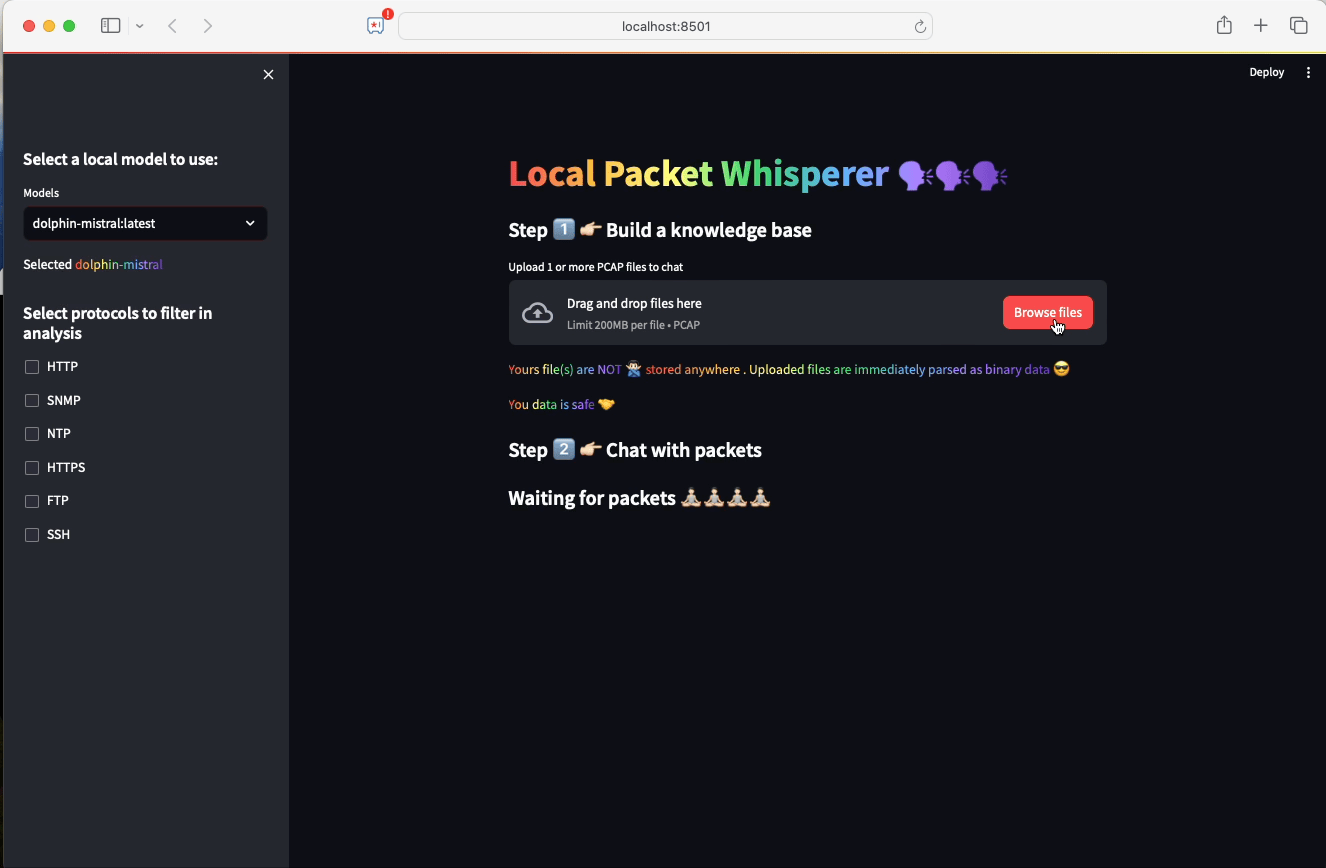 localhost:8501
Deploy
Select a local model to use:
Models
dolphin-mistral:latest
Selected dolphin-mistral
Select protocols to filter in
analysis
HTTP
SNMP
NTP
HTTPS
FTP
SSH
Local Packet Whisperer 🗣️🗣️🗣️
Step 1️⃣ 👉🏻 Build a knowledge base
Upload 1 or more PCAP files to chat
Drag and drop files here
Limit 200MB per file • PCAP
Browse files
Yours file(s) are NOT 🙅🏻‍♂️ stored anywhere . Uploaded files are immediately parsed as binary data 😎
You data is safe 🤝
Step 2️⃣ 👉🏻 Chat with packets
Waiting for packets 🧘🏻🧘🏻🧘🏻🧘🏻